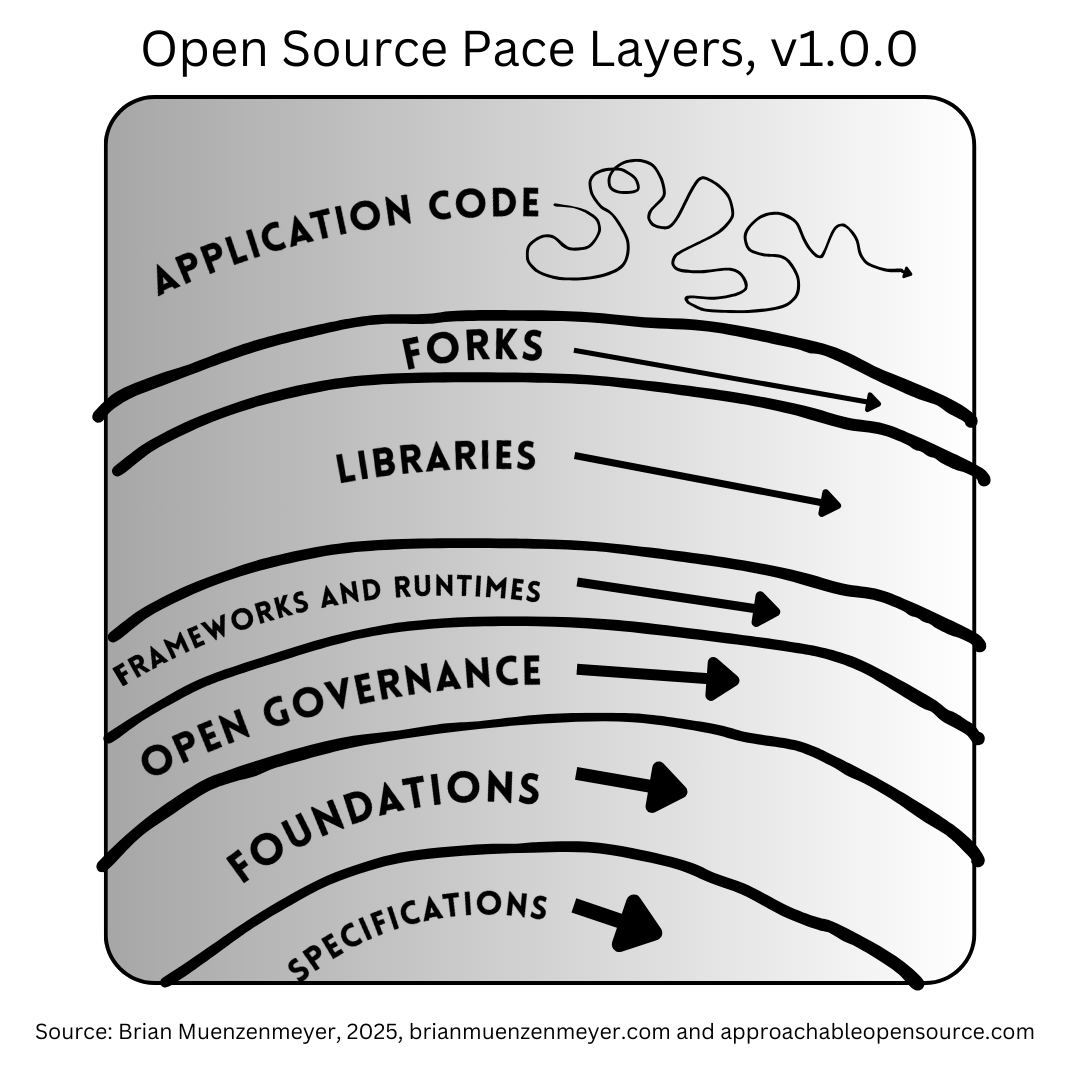 Open Source Pace Layers, v1.0.0
APPLICATION CODE
FORKS
LIBRARIES
FRAMEWORKS AND RUNTIMES
OPEN GOVERNANCE
FOUNDATIONS
SPECIFICATIONS
Source: Brian Muenzenmeyer, 2025, brianmuenzenmeyer.com and approachableopensource.com